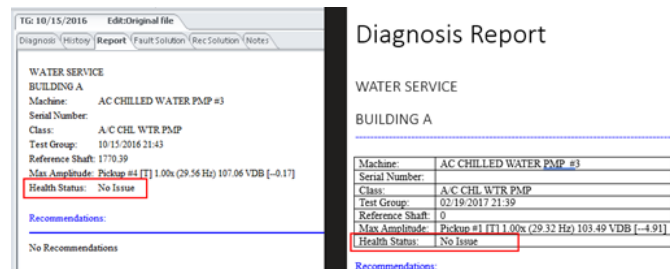 TG: 10/15/2016 Edit:Original file
Diagnosis History Report Fault Solution Rec Solution Notes
WATER SERVICE
BUILDING A
Machine: AC CHILLED WATER PMP #3
Serial Number:
Class: A/C CHL WTR PMP
Test Group: 10/15/2016 21:43
Reference Shaft: 1770.39
Max Amplitude: Pickup #4 [T] 1.00x (29.56 Hz) 107.06 VDB [--0.17]
Health Status: No Issue
Recommendations:
No Recommendations
Diagnosis Report
WATER SERVICE
BUILDING A
Machine: AC CHILLED WATER PMP #3
Serial Number:
Class: A/C CHL WTR PMP
Test Group: 02/19/2017 21:39
Reference Shaft: 0
Max Amplitude: Pickup #1 [T] 1.00x (29.32 Hz) 103.49 VDB [--4.91]
Health Status: No Issue
Recommendations: